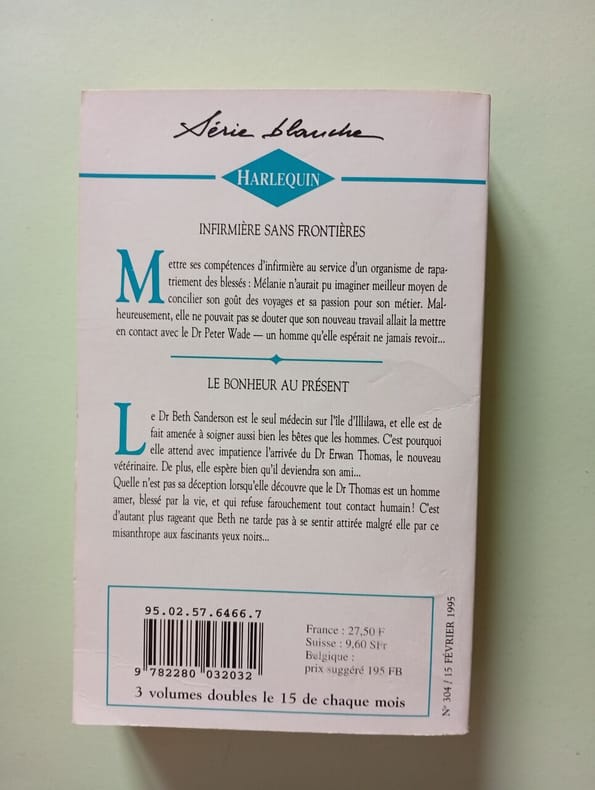 Série blanche
HARLEQUIN
INFIRMIÈRE SANS FRONTIÈRES
Mettre ses compétences d'infirmière au service d'un organisme de rapa-
triement des blessés : Mélanie n'aurait pu imaginer meilleur moyen de
concilier son goût des voyages et sa passion pour son métier. Mal-
heureusement, elle ne pouvait pas se douter que son nouveau travail allait la mettre
en contact avec le Dr Peter Wade — un homme qu'elle espérait ne jamais revoir...
LE BONHEUR AU PRÉSENT
Le Dr Beth Sanderson est le seul médecin sur l'île d'Illilawa, et elle est de
fait amenée à soigner aussi bien les bêtes que les hommes. C'est pourquoi
elle attend avec impatience l'arrivée du Dr Erwan Thomas, le nouveau
vétérinaire. De plus, elle espère bien qu'il deviendra son ami...
Quelle n'est pas sa déception lorsqu'elle découvre que le Dr Thomas est un homme
amer, blessé par la vie, et qui refuse farouchement tout contact humain ! C'est
d'autant plus rageant que Beth ne tarde pas à se sentir attirée malgré elle par ce
misanthrope aux fascinants yeux noirs...
95.02.57.6466.7
9 782280 032032
France : 27,50 F
Suisse : 9,60 SFr
Belgique :
prix suggéré 195 FB
3 volumes doubles le 15 de chaque mois
N° 304 / 15 FÉVRIER 1995